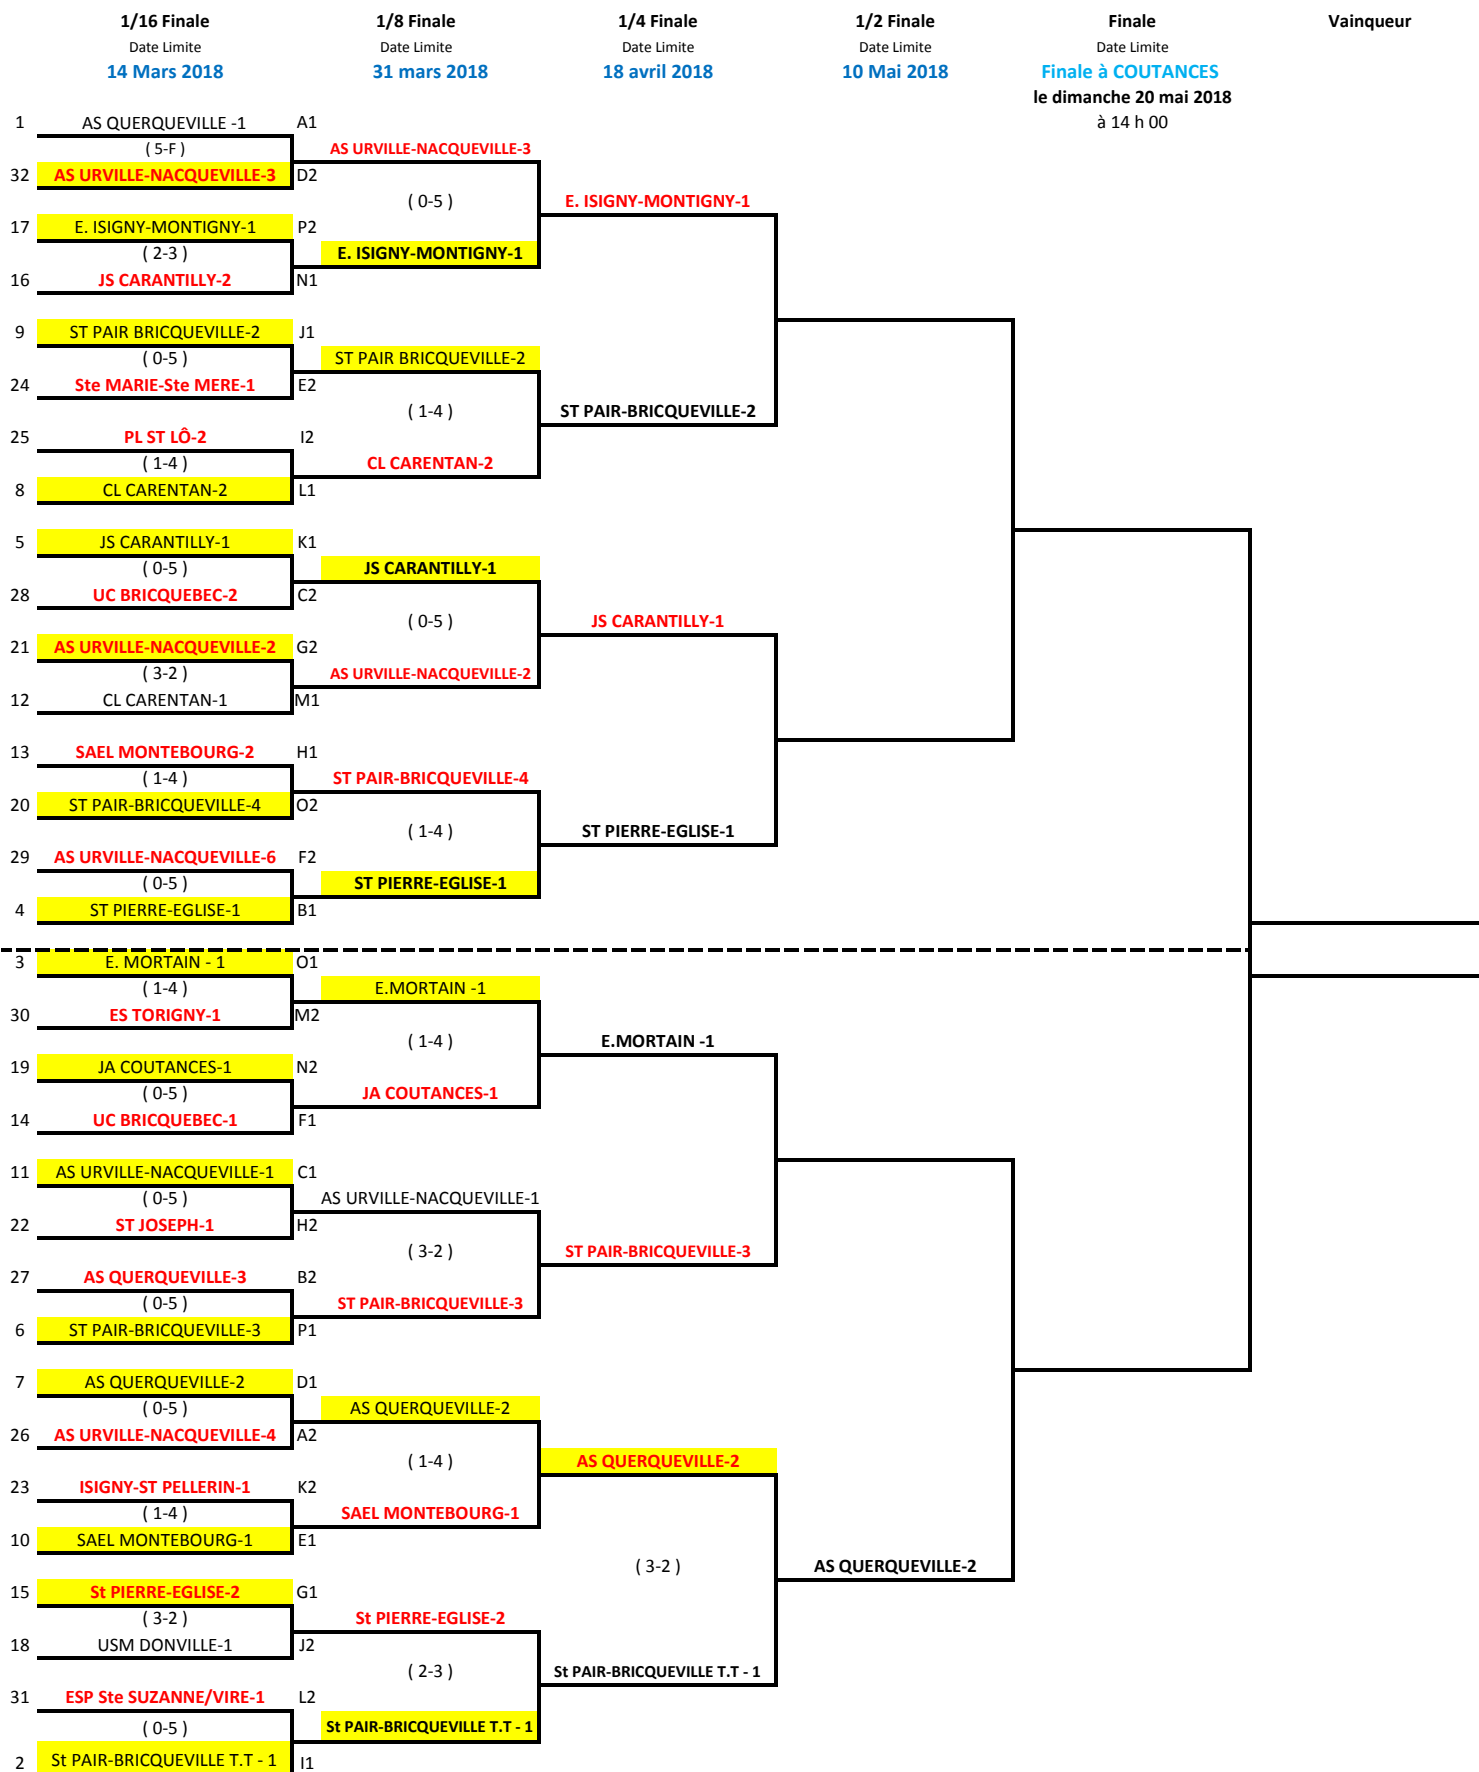 1/16 Finale 1/8 Finale 1/4 Finale 1/2 Finale Finale Vainqueur
Date Limite Date Limite Date Limite Date Limite Date Limite
14 Mars 2018 31 mars 2018 18 avril 2018 10 Mai 2018 Finale à COUTANCES
le dimanche 20 mai 2018
1 AS QUERQUEVILLE -1 A1 à 14 h 00
( 5-F ) AS URVILLE-NACQUEVILLE-3
32 AS URVILLE-NACQUEVILLE-3 D2
( 0-5 ) E. ISIGNY-MONTIGNY-1
17 E. ISIGNY-MONTIGNY-1 P2
( 2-3 ) E. ISIGNY-MONTIGNY-1
16 JS CARANTILLY-2 N1
9 ST PAIR BRICQUEVILLE-2 J1
( 0-5 ) ST PAIR BRICQUEVILLE-2
24 Ste MARIE-Ste MERE-1 E2
( 1-4 ) ST PAIR-BRICQUEVILLE-2
25 PL ST LÔ-2 I2
( 1-4 ) CL CARENTAN-2
8 CL CARENTAN-2 L1
5 JS CARANTILLY-1 K1
( 0-5 ) JS CARANTILLY-1
28 UC BRICQUEBEC-2 C2
( 0-5 ) JS CARANTILLY-1
21 AS URVILLE-NACQUEVILLE-2 G2
( 3-2 ) AS URVILLE-NACQUEVILLE-2
12 CL CARENTAN-1 M1
13 SAEL MONTEBOURG-2 H1
( 1-4 ) ST PAIR-BRICQUEVILLE-4
20 ST PAIR-BRICQUEVILLE-4 O2
( 1-4 ) ST PIERRE-EGLISE-1
29 AS URVILLE-NACQUEVILLE-6 F2
( 0-5 ) ST PIERRE-EGLISE-1
4 ST PIERRE-EGLISE-1 B1
3 E. MORTAIN - 1 O1
( 1-4 ) E.MORTAIN -1
30 ES TORIGNY-1 M2
( 1-4 ) E.MORTAIN -1
19 JA COUTANCES-1 N2
( 0-5 ) JA COUTANCES-1
14 UC BRICQUEBEC-1 F1
11 AS URVILLE-NACQUEVILLE-1 C1
( 0-5 ) AS URVILLE-NACQUEVILLE-1
22 ST JOSEPH-1 H2
( 3-2 ) ST PAIR-BRICQUEVILLE-3
27 AS QUERQUEVILLE-3 B2
( 0-5 ) ST PAIR-BRICQUEVILLE-3
6 ST PAIR-BRICQUEVILLE-3 P1
7 AS QUERQUEVILLE-2 D1
( 0-5 ) AS QUERQUEVILLE-2
26 AS URVILLE-NACQUEVILLE-4 A2
( 1-4 ) AS QUERQUEVILLE-2
23 ISIGNY-ST PELLERIN-1 K2
( 1-4 ) SAEL MONTEBOURG-1
10 SAEL MONTEBOURG-1 E1
( 3-2 ) AS QUERQUEVILLE-2
15 St PIERRE-EGLISE-2 G1
( 3-2 ) St PIERRE-EGLISE-2
18 USM DONVILLE-1 J2
( 2-3 ) St PAIR-BRICQUEVILLE T.T - 1
31 ESP Ste SUZANNE/VIRE-1 L2
( 0-5 ) St PAIR-BRICQUEVILLE T.T - 1
2 St PAIR-BRICQUEVILLE T.T - 1 I1